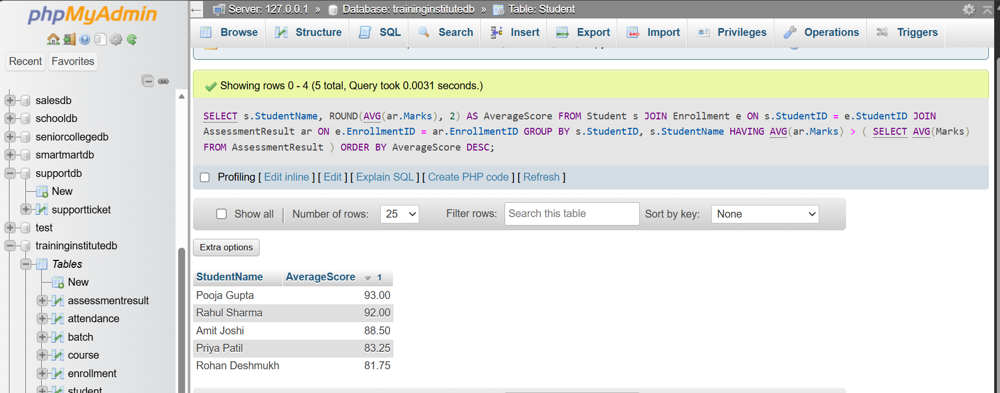 phpMyAdmin
Recent
Favorites
salesdb
schooldb
seniorcollegedb
smartmartdb
supportdb
New
supportticket
test
traininginstitutedb
Tables
New
assessmentresult
attendance
batch
course
enrollment
student
Server: 127.0.0.1 » Database: traininginstitutedb » Table: Student
Browse Structure SQL Search Insert Export Import Privileges Operations Triggers
Showing rows 0 - 4 (5 total, Query took 0.0031 seconds.)
SELECT s.StudentName, ROUND(AVG(ar.Marks), 2) AS AverageScore FROM Student s JOIN Enrollment e ON s.StudentID = e.StudentID JOIN
AssessmentResult ar ON e.EnrollmentID = ar.EnrollmentID GROUP BY s.StudentID, s.StudentName HAVING AVG(ar.Marks) > ( SELECT AVG(Marks)
FROM AssessmentResult ) ORDER BY AverageScore DESC;
Profiling [ Edit inline ] [ Edit ] [ Explain SQL ] [ Create PHP code ] [ Refresh ]
Show all | Number of rows: 25 Filter rows: Search this table Sort by key: None
Extra options
StudentName AverageScore 1
Pooja Gupta 93.00
Rahul Sharma 92.00
Amit Joshi 88.50
Priya Patil 83.25
Rohan Deshmukh 81.75